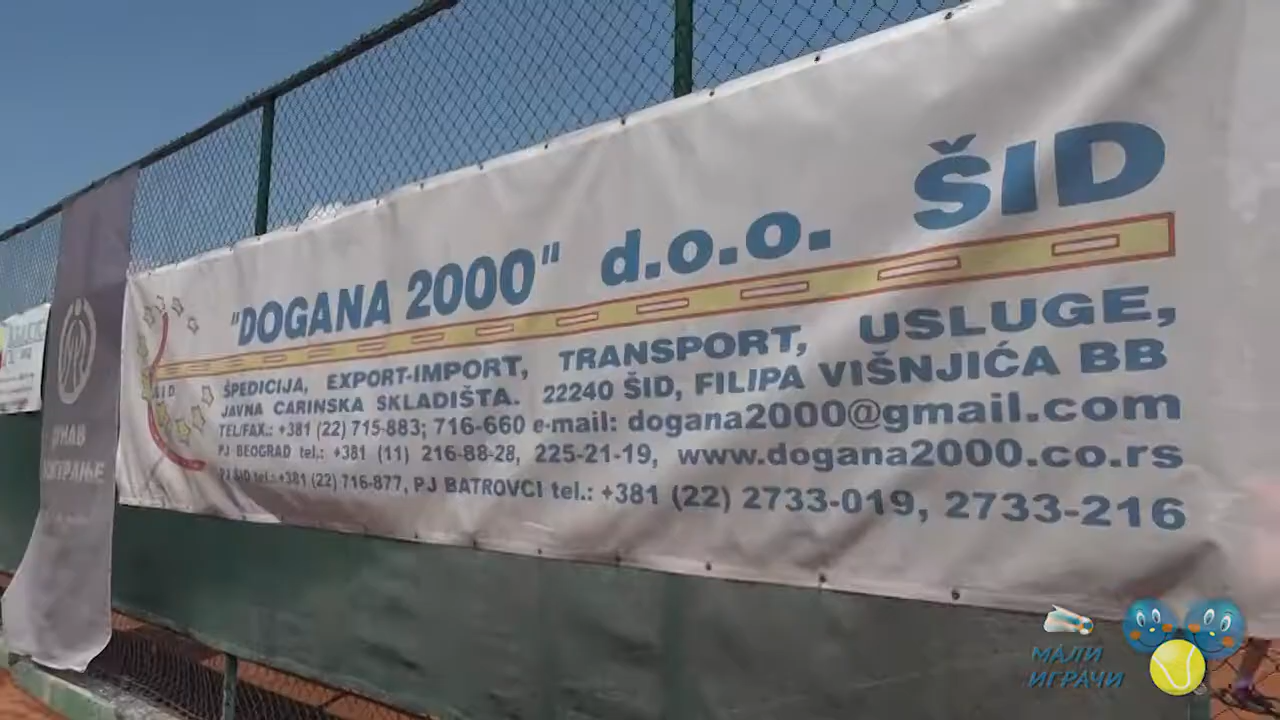 "DOGANA 2000" d.o.o. ŠID
ŠPEDICIJA, EXPORT-IMPORT, TRANSPORT, USLUGE,
JAVNA CARINSKA SKLADIŠTA. 22240 ŠID, FILIPA VIŠNJIĆA BB
TEL/FAX.: +381 (22) 715-883; 716-660 e-mail: dogana2000@gmail.com
PJ BEOGRAD tel.: +381 (11) 216-88-28, 225-21-19, www.dogana2000.co.rs
PJ ŠID tel.: +381 (22) 716-877, PJ BATROVCI tel.: +381 (22) 2733-019, 2733-216
МАЛИ
ИГРАЧИ